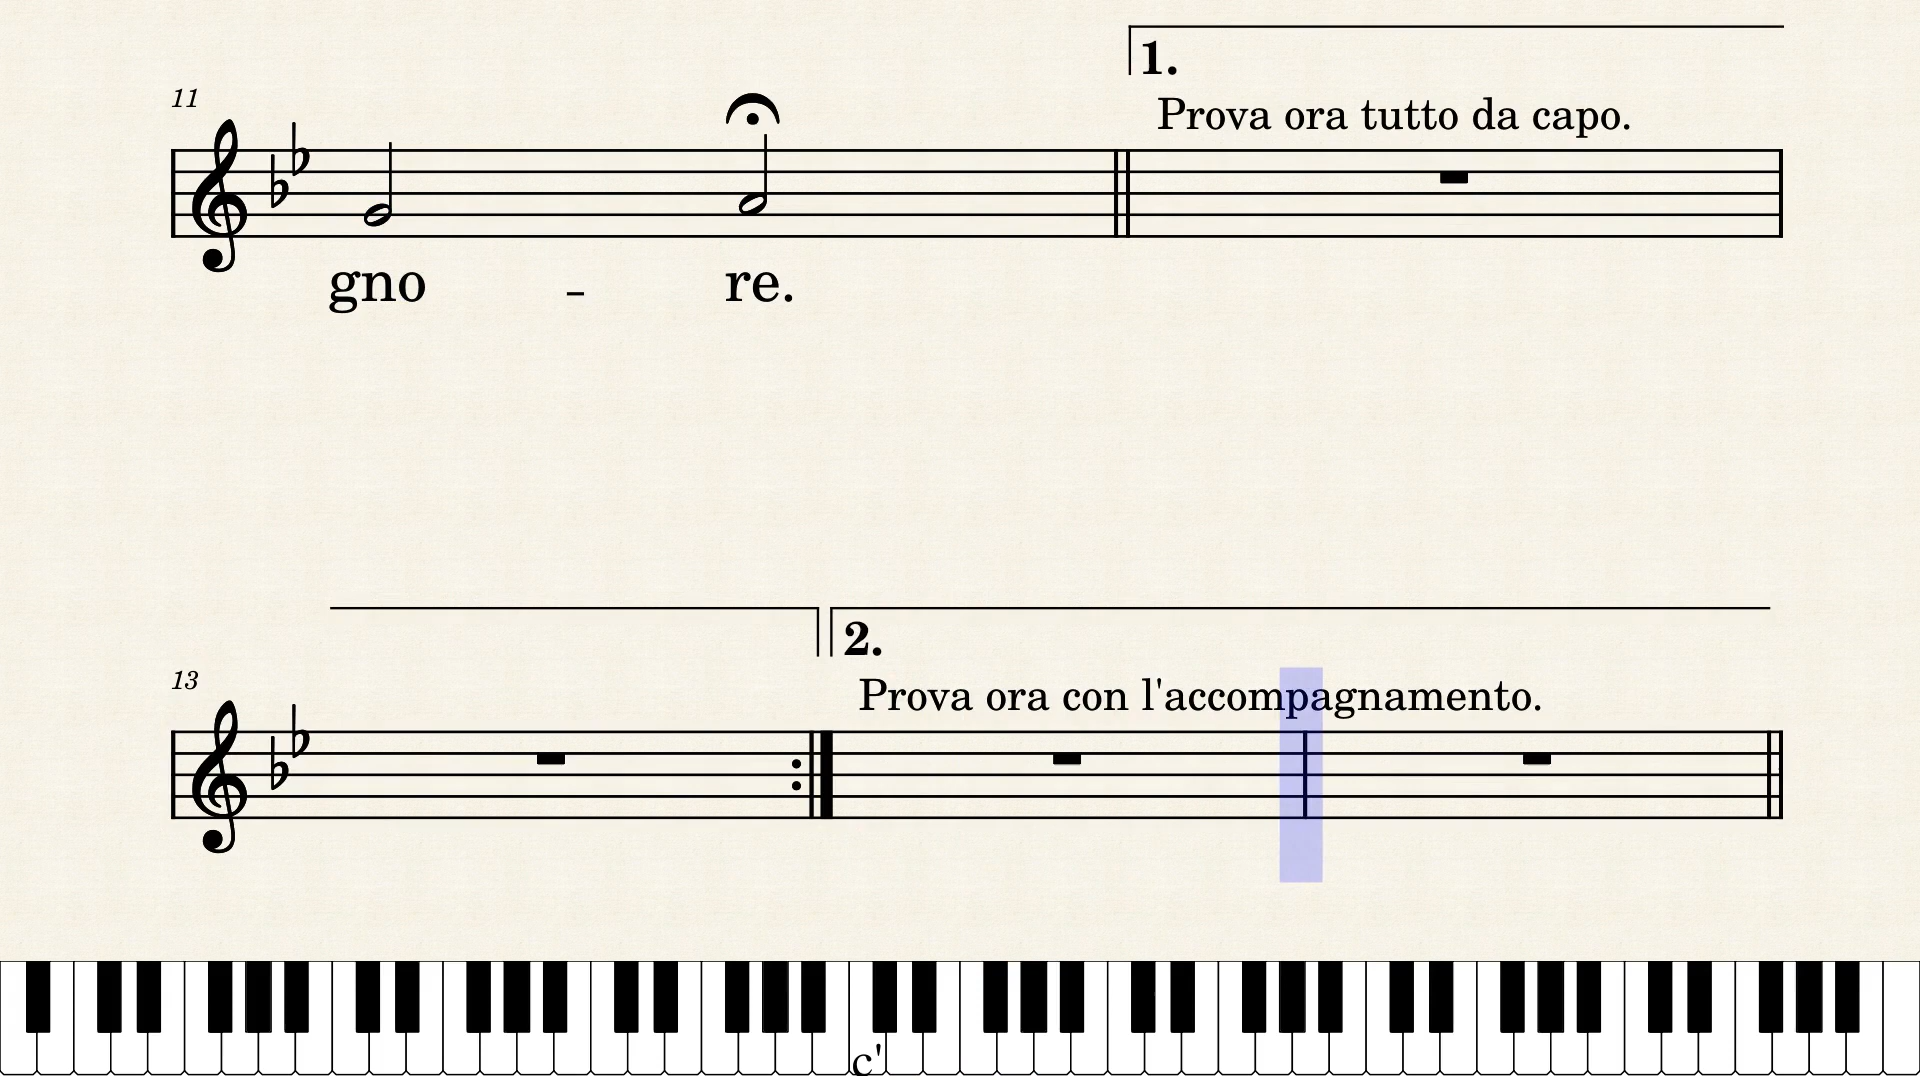 1.
Prova ora tutto da capo.
11
gno - re.
2.
Prova ora con l'accompagnamento.
13
c'